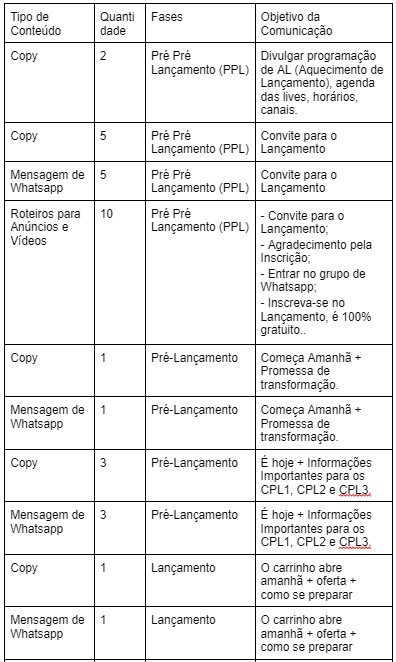 Tipo de Conteúdo | Quanti dade | Fases | Objetivo da Comunicação
Copy | 2 | Pré Pré Lançamento (PPL) | Divulgar programação de AL (Aquecimento de Lançamento), agenda das lives, horários, canais.
Copy | 5 | Pré Pré Lançamento (PPL) | Convite para o Lançamento
Mensagem de Whatsapp | 5 | Pré Pré Lançamento (PPL) | Convite para o Lançamento
Roteiros para Anúncios e Vídeos | 10 | Pré Pré Lançamento (PPL) | - Convite para o Lançamento; - Agradecimento pela Inscrição; - Entrar no grupo de Whatsapp; - Inscreva-se no Lançamento, é 100% gratuito..
Copy | 1 | Pré-Lançamento | Começa Amanhã + Promessa de transformação.
Mensagem de Whatsapp | 1 | Pré-Lançamento | Começa Amanhã + Promessa de transformação.
Copy | 3 | Pré-Lançamento | É hoje + Informações Importantes para os CPL1, CPL2 e CPL3.
Mensagem de Whatsapp | 3 | Pré-Lançamento | É hoje + Informações Importantes para os CPL1, CPL2 e CPL3.
Copy | 1 | Lançamento | O carrinho abre amanhã + oferta + como se preparar
Mensagem de Whatsapp | 1 | Lançamento | O carrinho abre amanhã + oferta + como se preparar